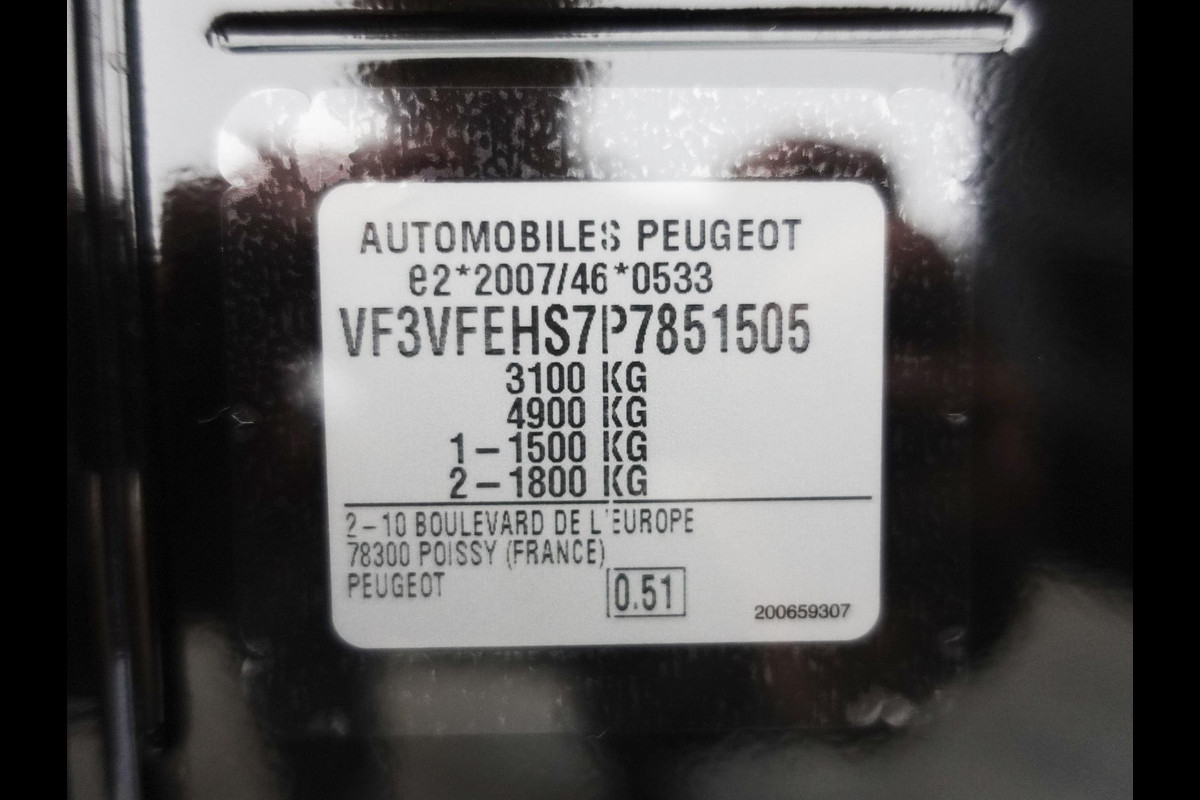 AUTOMOBILES PEUGEOT
e2*2007/46*0533
VF3VFEHS7P7851505
3100 KG
4900 KG
1-1500 KG
2-1800 KG
2-10 BOULEVARD DE L'EUROPE
78300 POISSY (FRANCE)
PEUGEOT
0.51
200659307